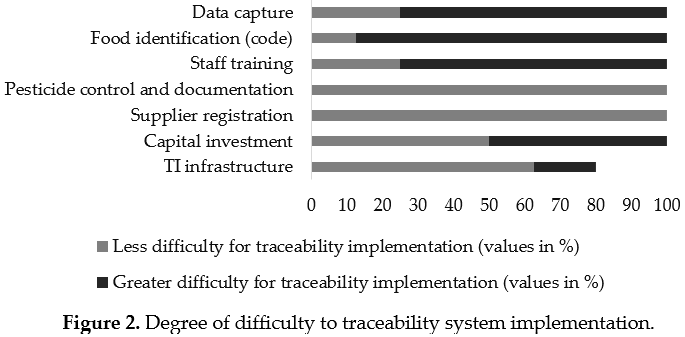 Data capture
Food identification (code)
Staff training
Pesticide control and documentation
Supplier registration
Capital investment
TI infrastructure
0 10 20 30 40 50 60 70 80 90 100
Less difficulty for traceability implementation (values in %)
Greater difficulty for traceability implementation (values in %)
Figure 2. Degree of difficulty to traceability system implementation.